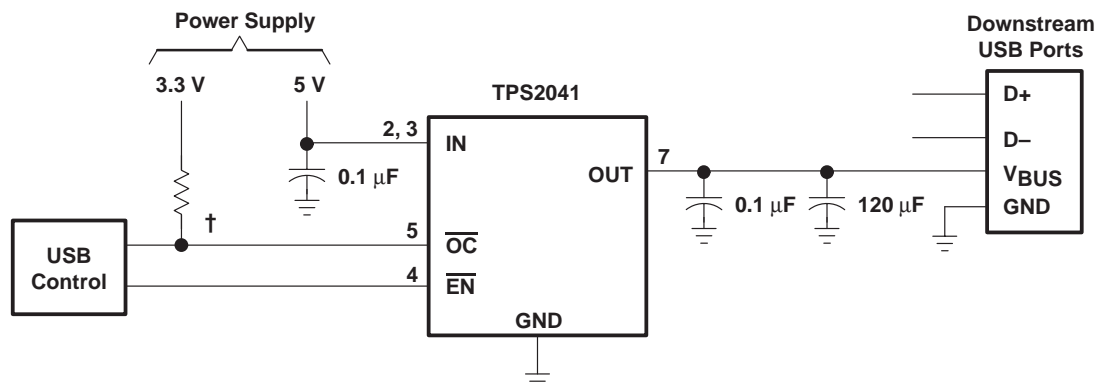 Power Supply
3.3 V
5 V
TPS2041
Downstream
USB Ports
2, 3
IN
0.1 μF
OUT
7
0.1 μF
120 μF
D+
D–
VBUS
GND
†
5
OC
4
EN
GND
USB
Control